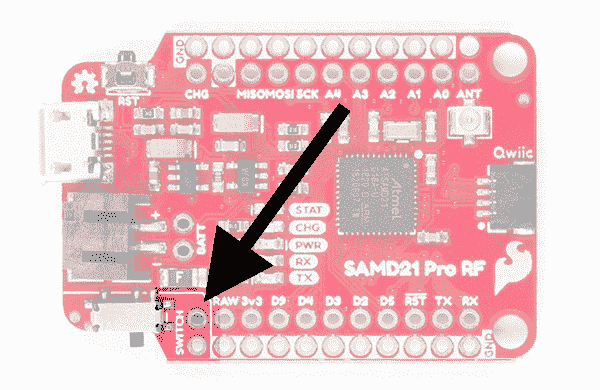 GND
CHG MISO MOSI SCK A4 A3 A2 A1 A0 ANT
RST
Qwiic
Atmel
+
BATT
STAT
CHG
PWR
RX
TX
F
SAMD21 Pro RF
RAW 3v3 D9 D4 D3 D2 D5 RST TX RX
SWITCH
GND